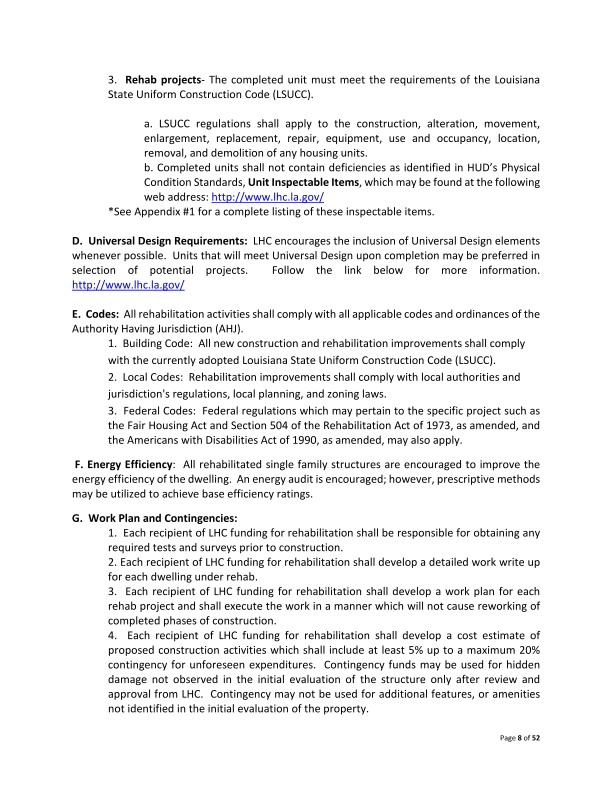 3. Rehab projects- The completed unit must meet the requirements of the Louisiana
State Uniform Construction Code (LSUCC).
a. LSUCC regulations shall apply to the construction, alteration, movement,
enlargement, replacement, repair, equipment, use and occupancy, location,
removal, and demolition of any housing units.
b. Completed units shall not contain deficiencies as identified in HUD’s Physical
Condition Standards, Unit Inspectable Items, which may be found at the following
web address: http://www.lhc.la.gov/
*See Appendix #1 for a complete listing of these inspectable items.
D. Universal Design Requirements: LHC encourages the inclusion of Universal Design elements
whenever possible. Units that will meet Universal Design upon completion may be preferred in
selection of potential projects. Follow the link below for more information.
http://www.lhc.la.gov/
E. Codes: All rehabilitation activities shall comply with all applicable codes and ordinances of the
Authority Having Jurisdiction (AHJ).
1. Building Code: All new construction and rehabilitation improvements shall comply
with the currently adopted Louisiana State Uniform Construction Code (LSUCC).
2. Local Codes: Rehabilitation improvements shall comply with local authorities and
jurisdiction's regulations, local planning, and zoning laws.
3. Federal Codes: Federal regulations which may pertain to the specific project such as
the Fair Housing Act and Section 504 of the Rehabilitation Act of 1973, as amended, and
the Americans with Disabilities Act of 1990, as amended, may also apply.
F. Energy Efficiency: All rehabilitated single family structures are encouraged to improve the
energy efficiency of the dwelling. An energy audit is encouraged; however, prescriptive methods
may be utilized to achieve base efficiency ratings.
G. Work Plan and Contingencies:
1. Each recipient of LHC funding for rehabilitation shall be responsible for obtaining any
required tests and surveys prior to construction.
2. Each recipient of LHC funding for rehabilitation shall develop a detailed work write up
for each dwelling under rehab.
3. Each recipient of LHC funding for rehabilitation shall develop a work plan for each
rehab project and shall execute the work in a manner which will not cause reworking of
completed phases of construction.
4. Each recipient of LHC funding for rehabilitation shall develop a cost estimate of
proposed construction activities which shall include at least 5% up to a maximum 20%
contingency for unforeseen expenditures. Contingency funds may be used for hidden
damage not observed in the initial evaluation of the structure only after review and
approval from LHC. Contingency may not be used for additional features, or amenities
not identified in the initial evaluation of the property.
Page 8 of 52